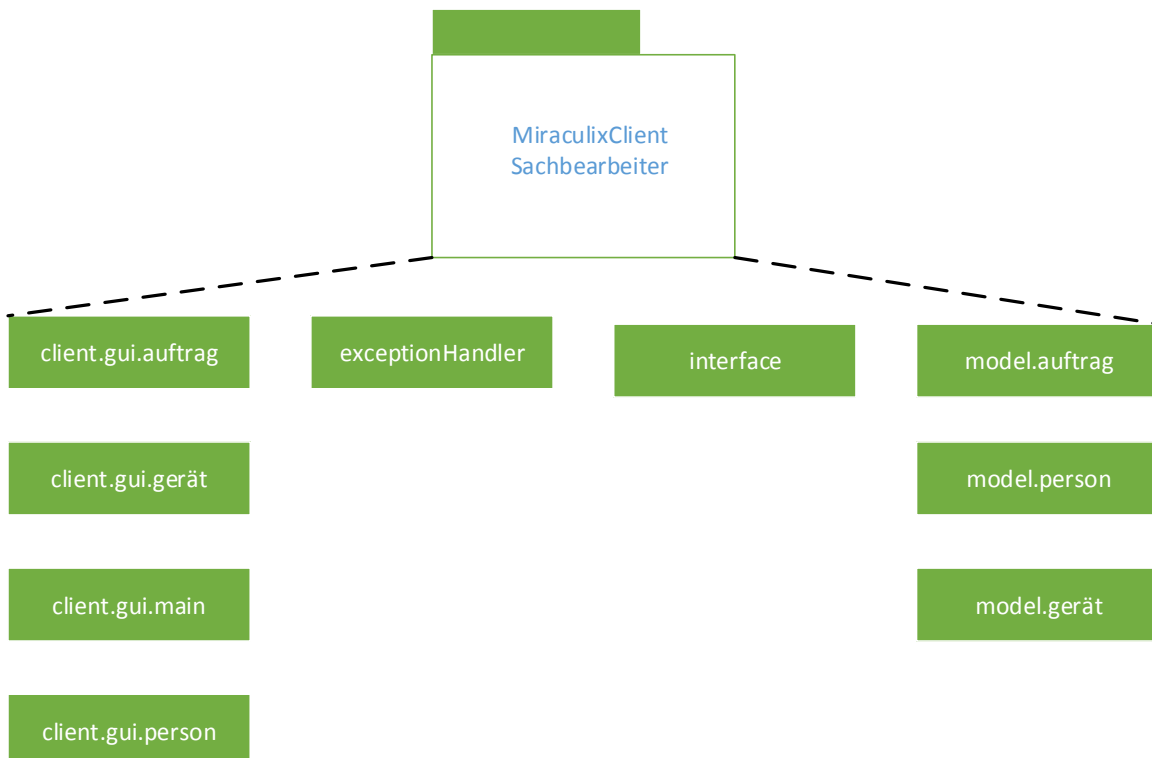 MiraculixClient
Sachbearbeiter
client.gui.auftrag
exceptionHandler
interface
model.auftrag
client.gui.gerät
model.person
client.gui.main
model.gerät
client.gui.person